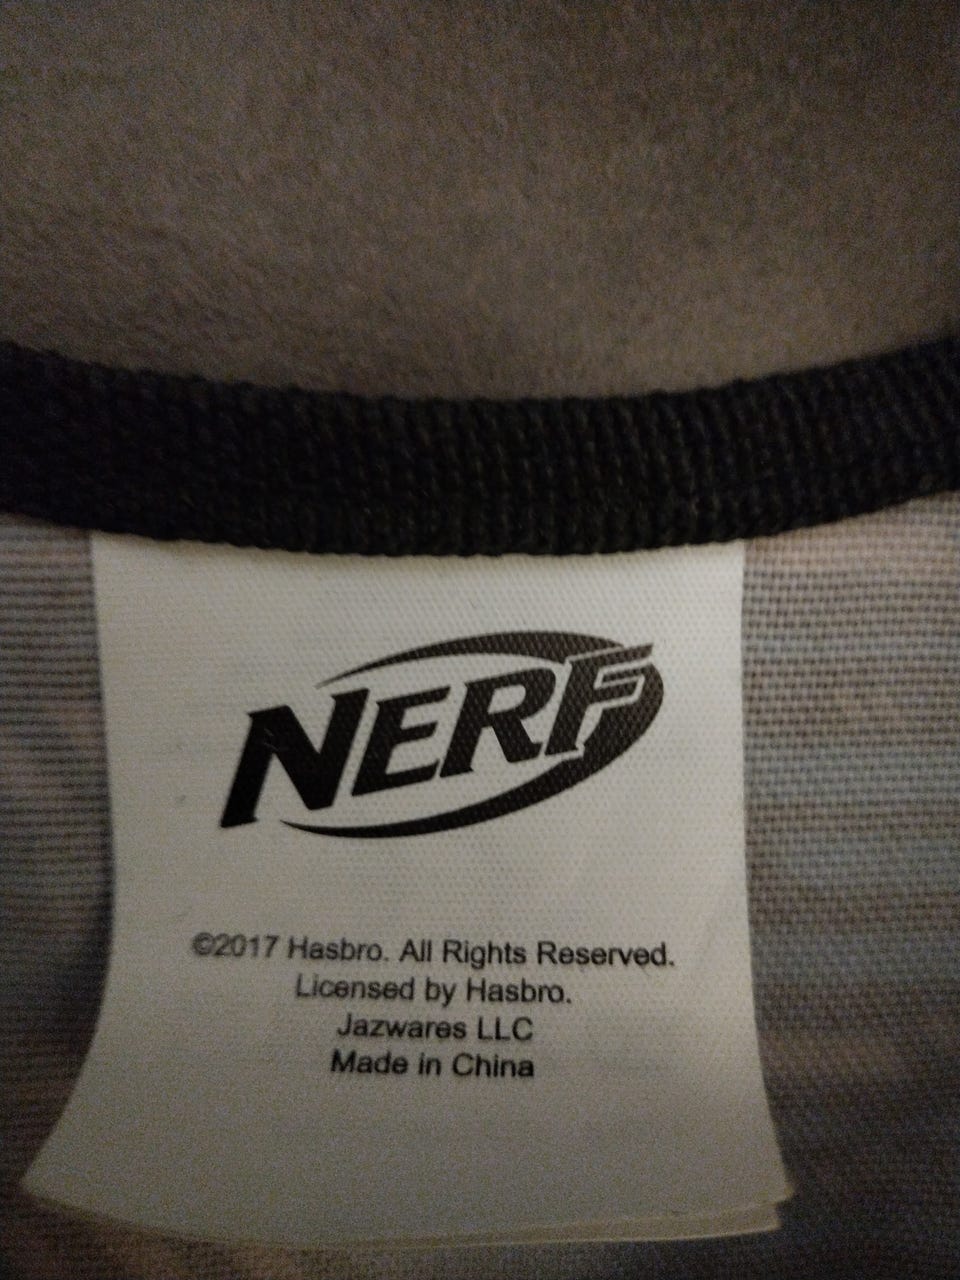 NERF
©2017 Hasbro. All Rights Reserved.
Licensed by Hasbro.
Jazwares LLC
Made in China